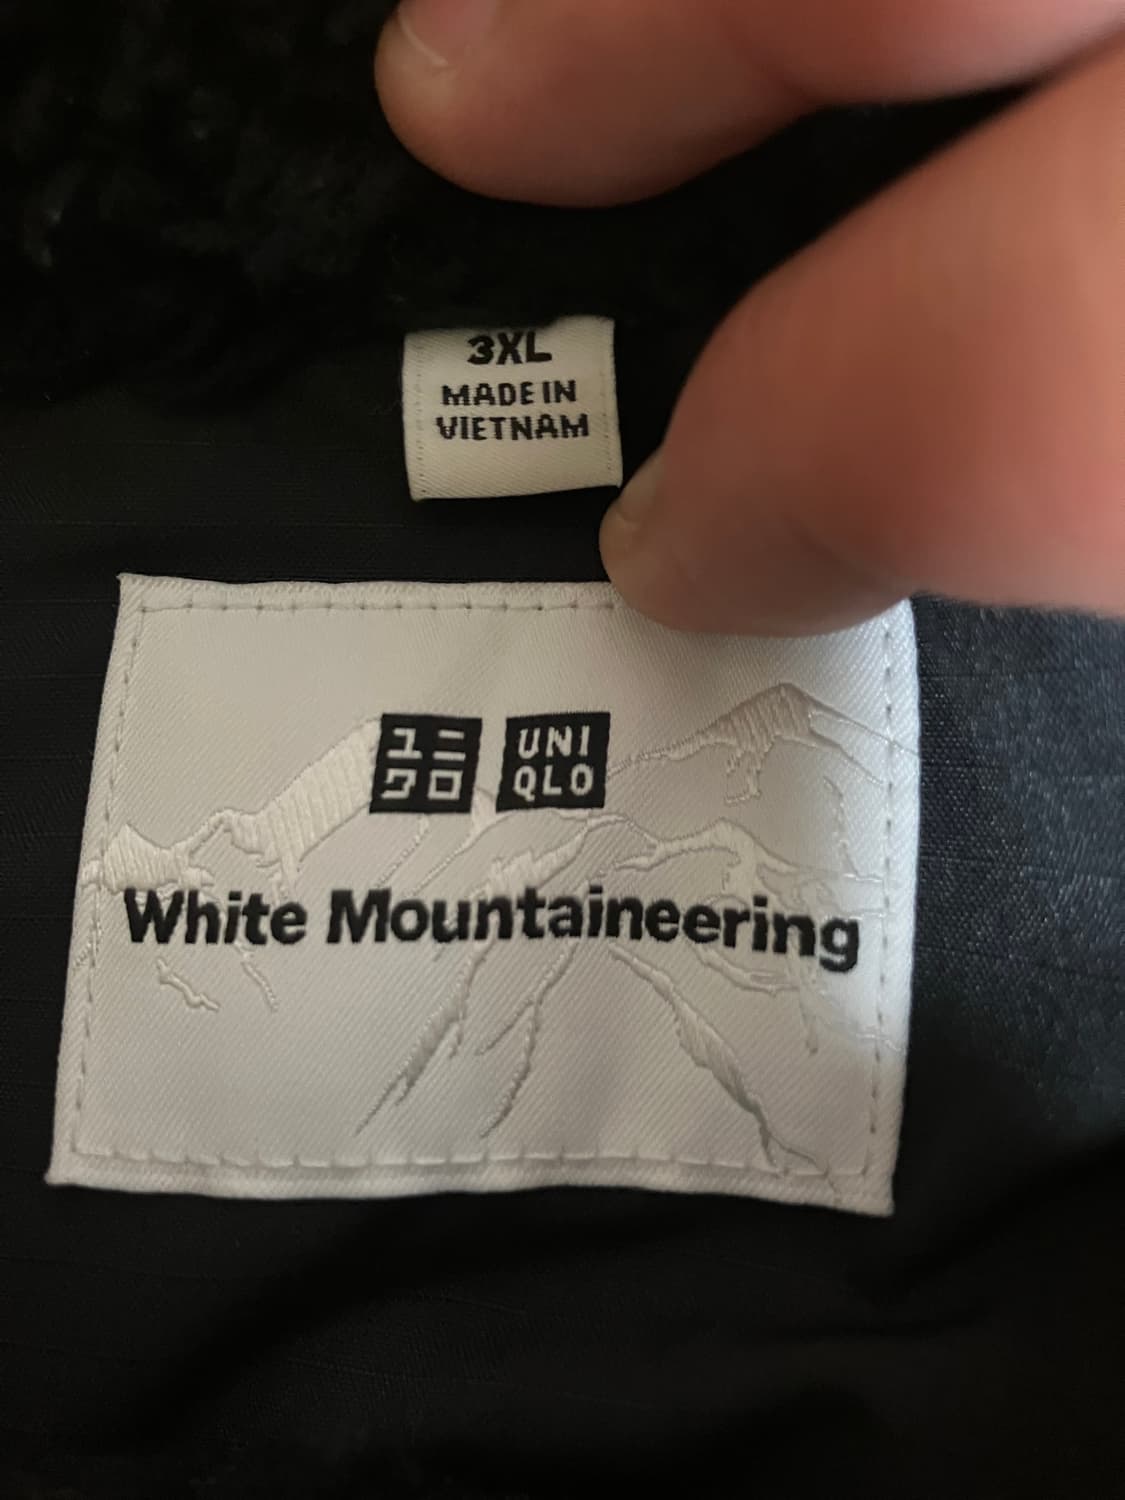 3XL
MADE IN
VIETNAM
ユニ
クロ
UNI
QLO
White Mountaineering